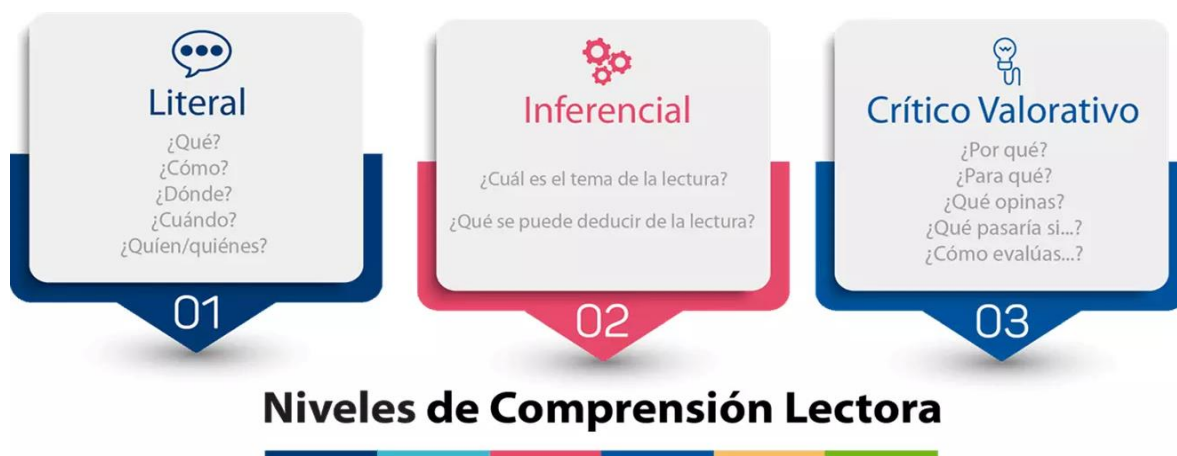 Literal
¿Qué?
¿Cómo?
¿Dónde?
¿Cuándo?
¿Quíen/quiénes?
01
Inferencial
¿Cuál es el tema de la lectura?
¿Qué se puede deducir de la lectura?
02
Crítico Valorativo
¿Por qué?
¿Para qué?
¿Qué opinas?
¿Qué pasaría si...?
¿Cómo evalúas...?
03
Niveles de Comprensión Lectora